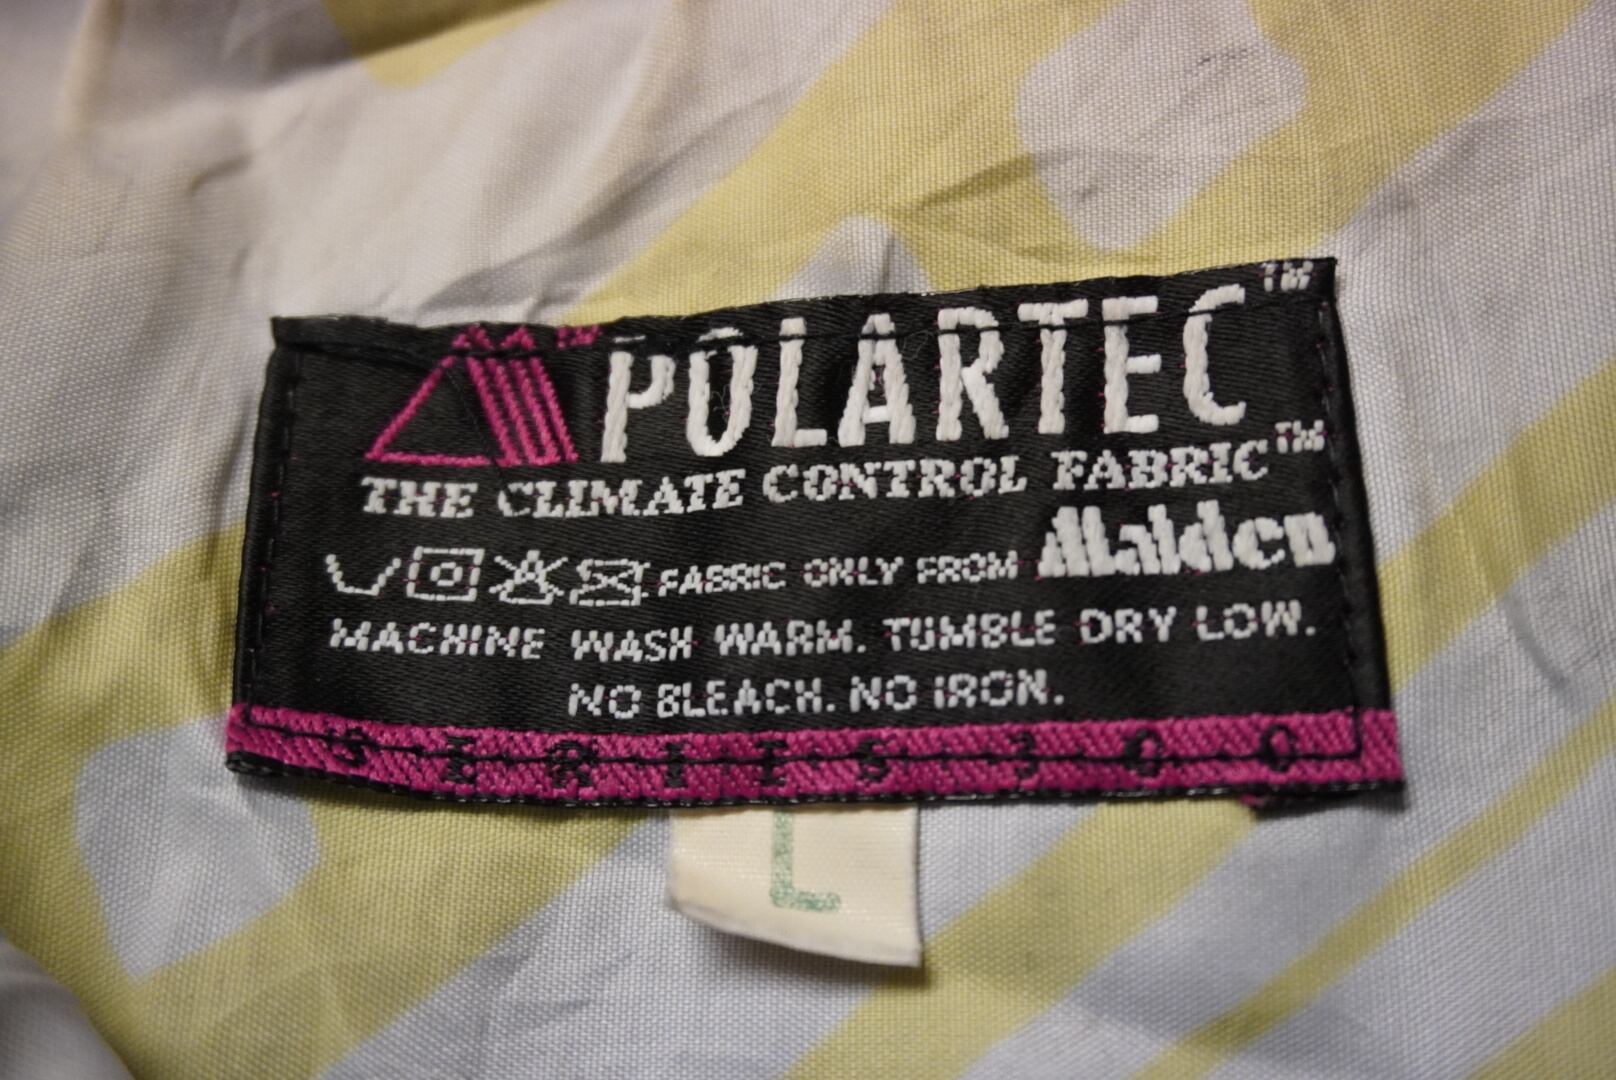 ™ POLARTEC™
THE CLIMATE CONTROL FABRIC™
FABRIC ONLY FROM Malden
MACHINE WASH WARM. TUMBLE DRY LOW.
NO BLEACH. NO IRON.
SERIES 300
L